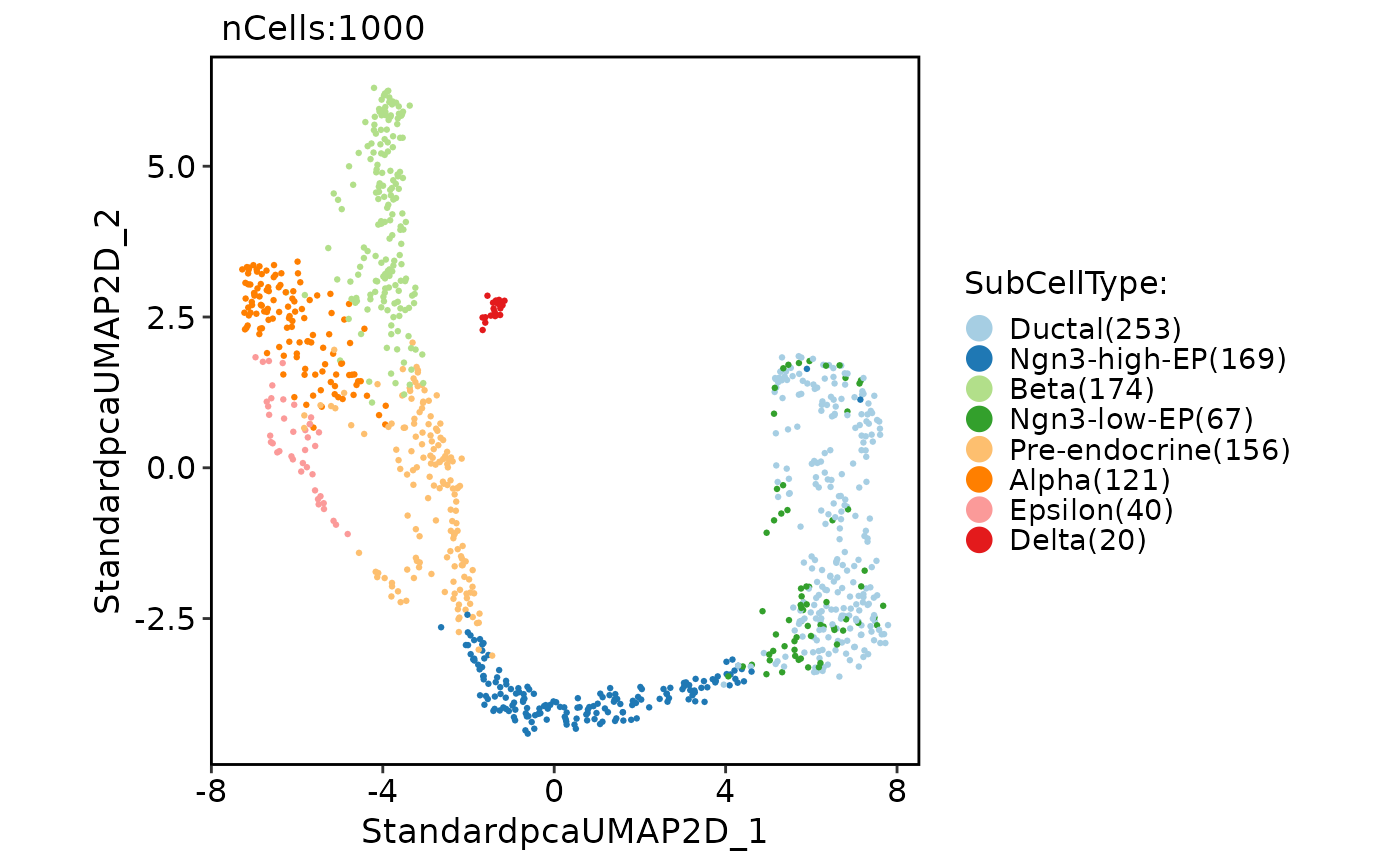 nCells:1000
StandardpcaUMAP2D_2
5.0
2.5
0.0
-2.5
-8
-4
0
4
8
StandardpcaUMAP2D_1
SubCellType:
Ductal(253)
Ngn3-high-EP(169)
Beta(174)
Ngn3-low-EP(67)
Pre-endocrine(156)
Alpha(121)
Epsilon(40)
Delta(20)